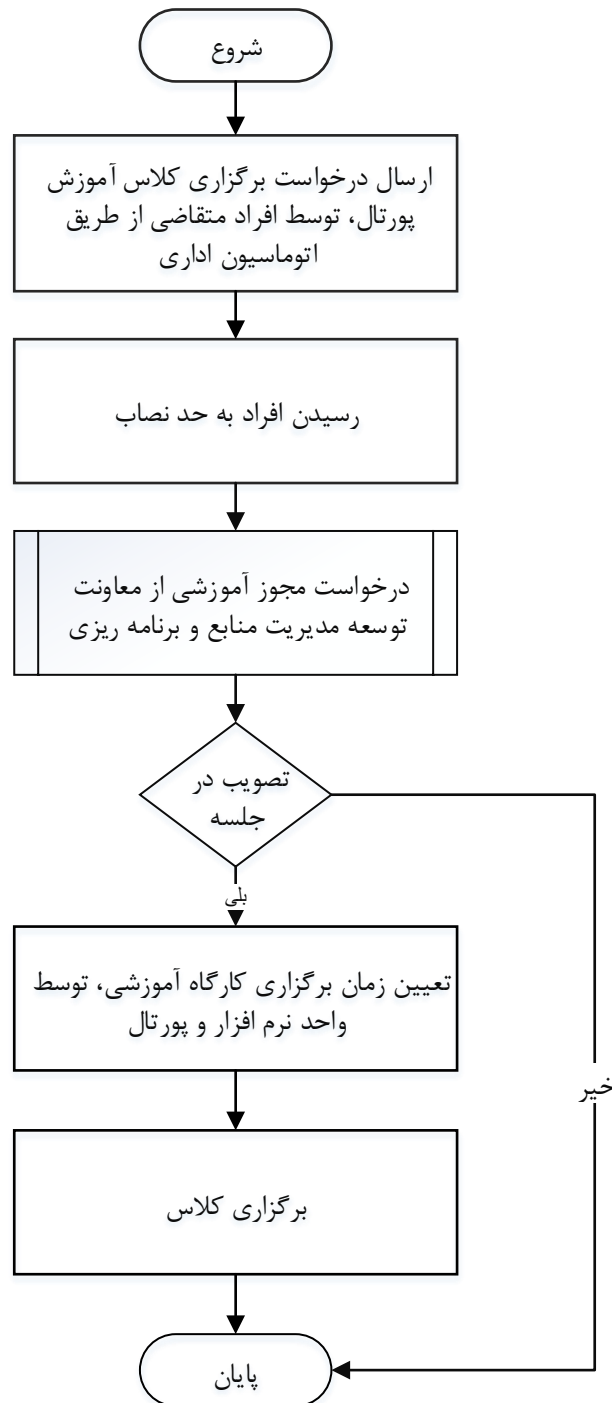 شروع
ارسال درخواست برگزاری کلاس آموزش
پورتال، توسط افراد متقاضی از طریق
اتوماسیون اداری
رسیدن افراد به حد نصاب
درخواست مجوز آموزشی از معاونت
توسعه مدیریت منابع و برنامه ریزی
تصویب در
جلسه
بلی
تعیین زمان برگزاری کارگاه آموزشی، توسط
واحد نرم افزار و پورتال
خیر
برگزاری کلاس
پایان